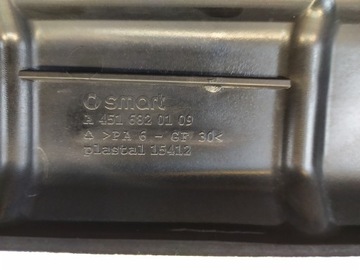 smart
A 451 682 01 09
>PA 6 - GF 30<
plastal 15412